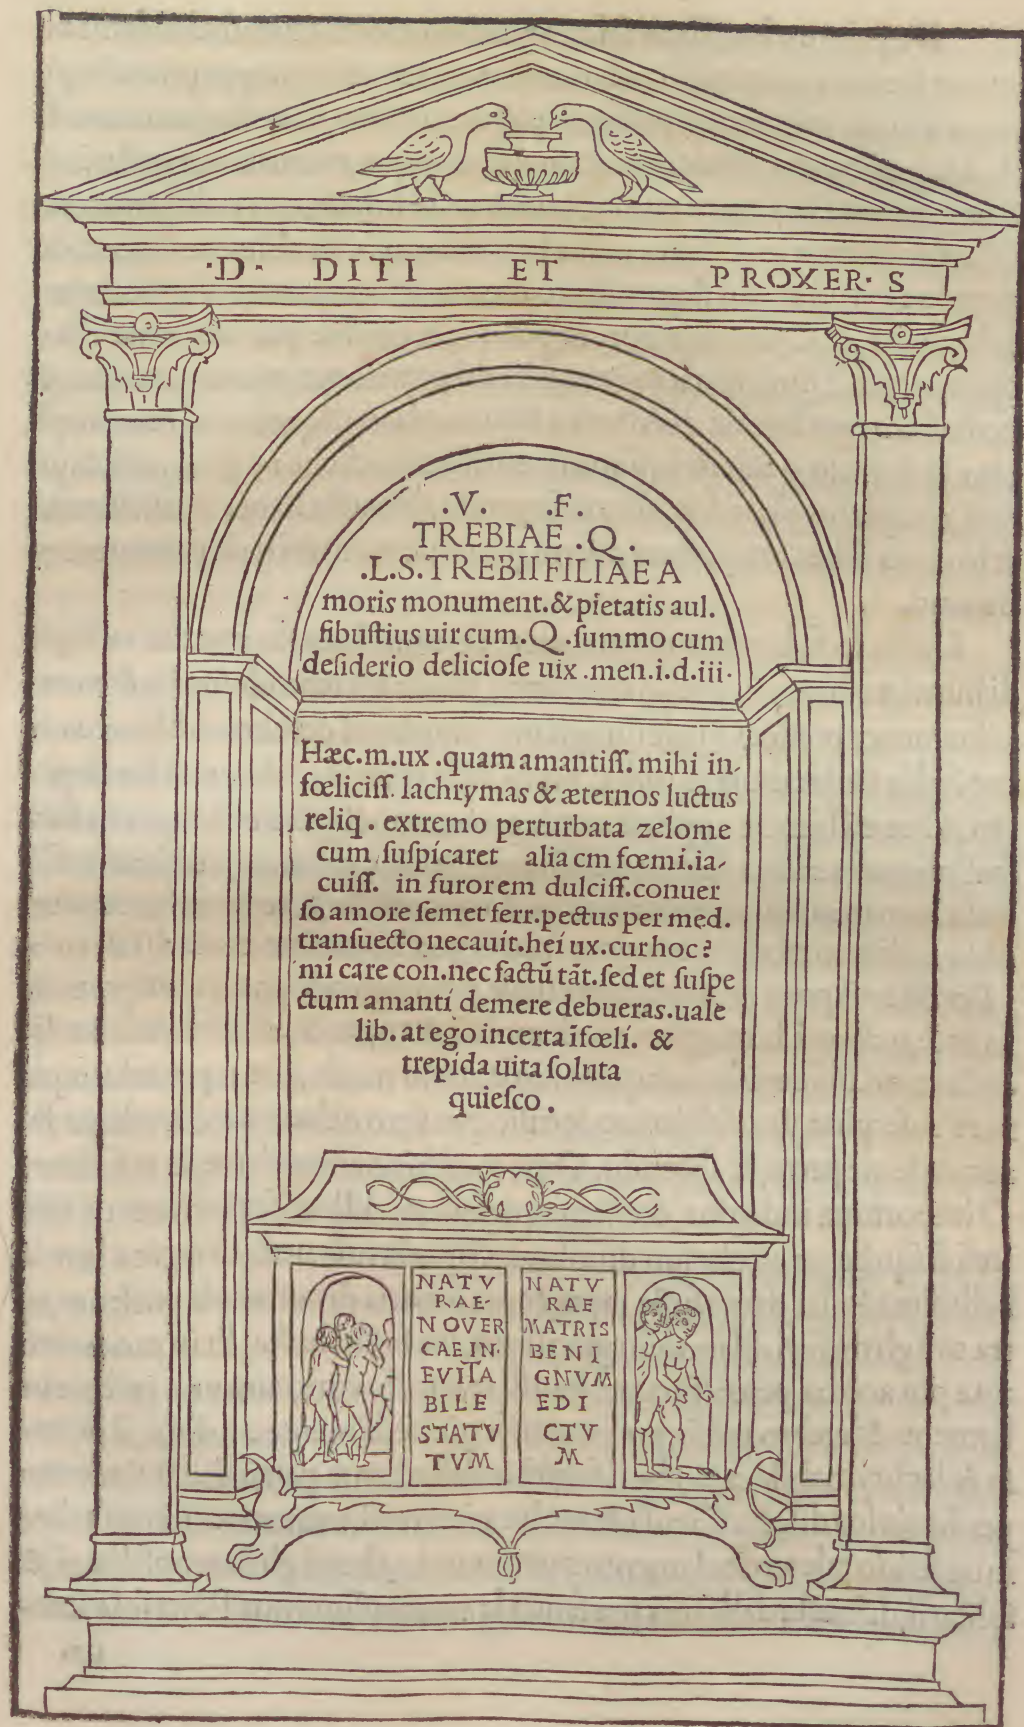 ·D· DITI ET PROXER· S
.V. .F.
TREBIAE .Q.
.L.S.TREBII FILIAE A
moris monument.& pietatis aul.
fibuſtius uir cum.Q.ſummo cum
deſiderio delicioſe uix .men.i.d.iii·
Hæc.m.ux .quam amantiſſ. mihi in-
fœliciſſ. lachrymas & æternos luctus
reliq . extremo perturbata zelome
cum ſuſpicaret alia cm fœmi.ia-
cuiſſ. in furorem dulciſſ.conuer
ſo amore ſemet ferr.pectus per med.
tranſuecto necauit.hei ux.cur hoc?
mi care con.nec factū tāt.ſed et ſuſpe
ctum amanti demere debueras.uale
lib. at ego incerta īfœli. &
trepida uita ſoluta
quieſco .
NATV
RAE·
NOVER
CAE IN·
EVITA
BILE
STATV
TVM
NATV
RAE
MATRIS
BENI
GNVM
EDI
CTV
M